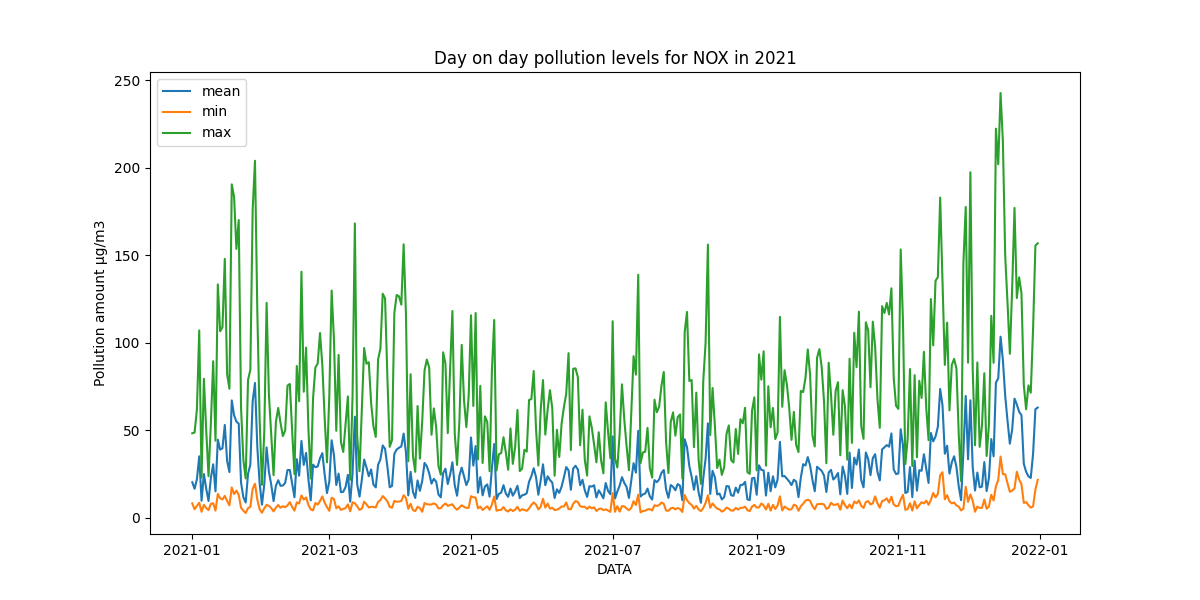 Day on day pollution levels for NOX in 2021
mean
min
max
Pollution amount µg/m3
250
200
150
100
50
0
2021-01
2021-03
2021-05
2021-07
2021-09
2021-11
2022-01
DATA